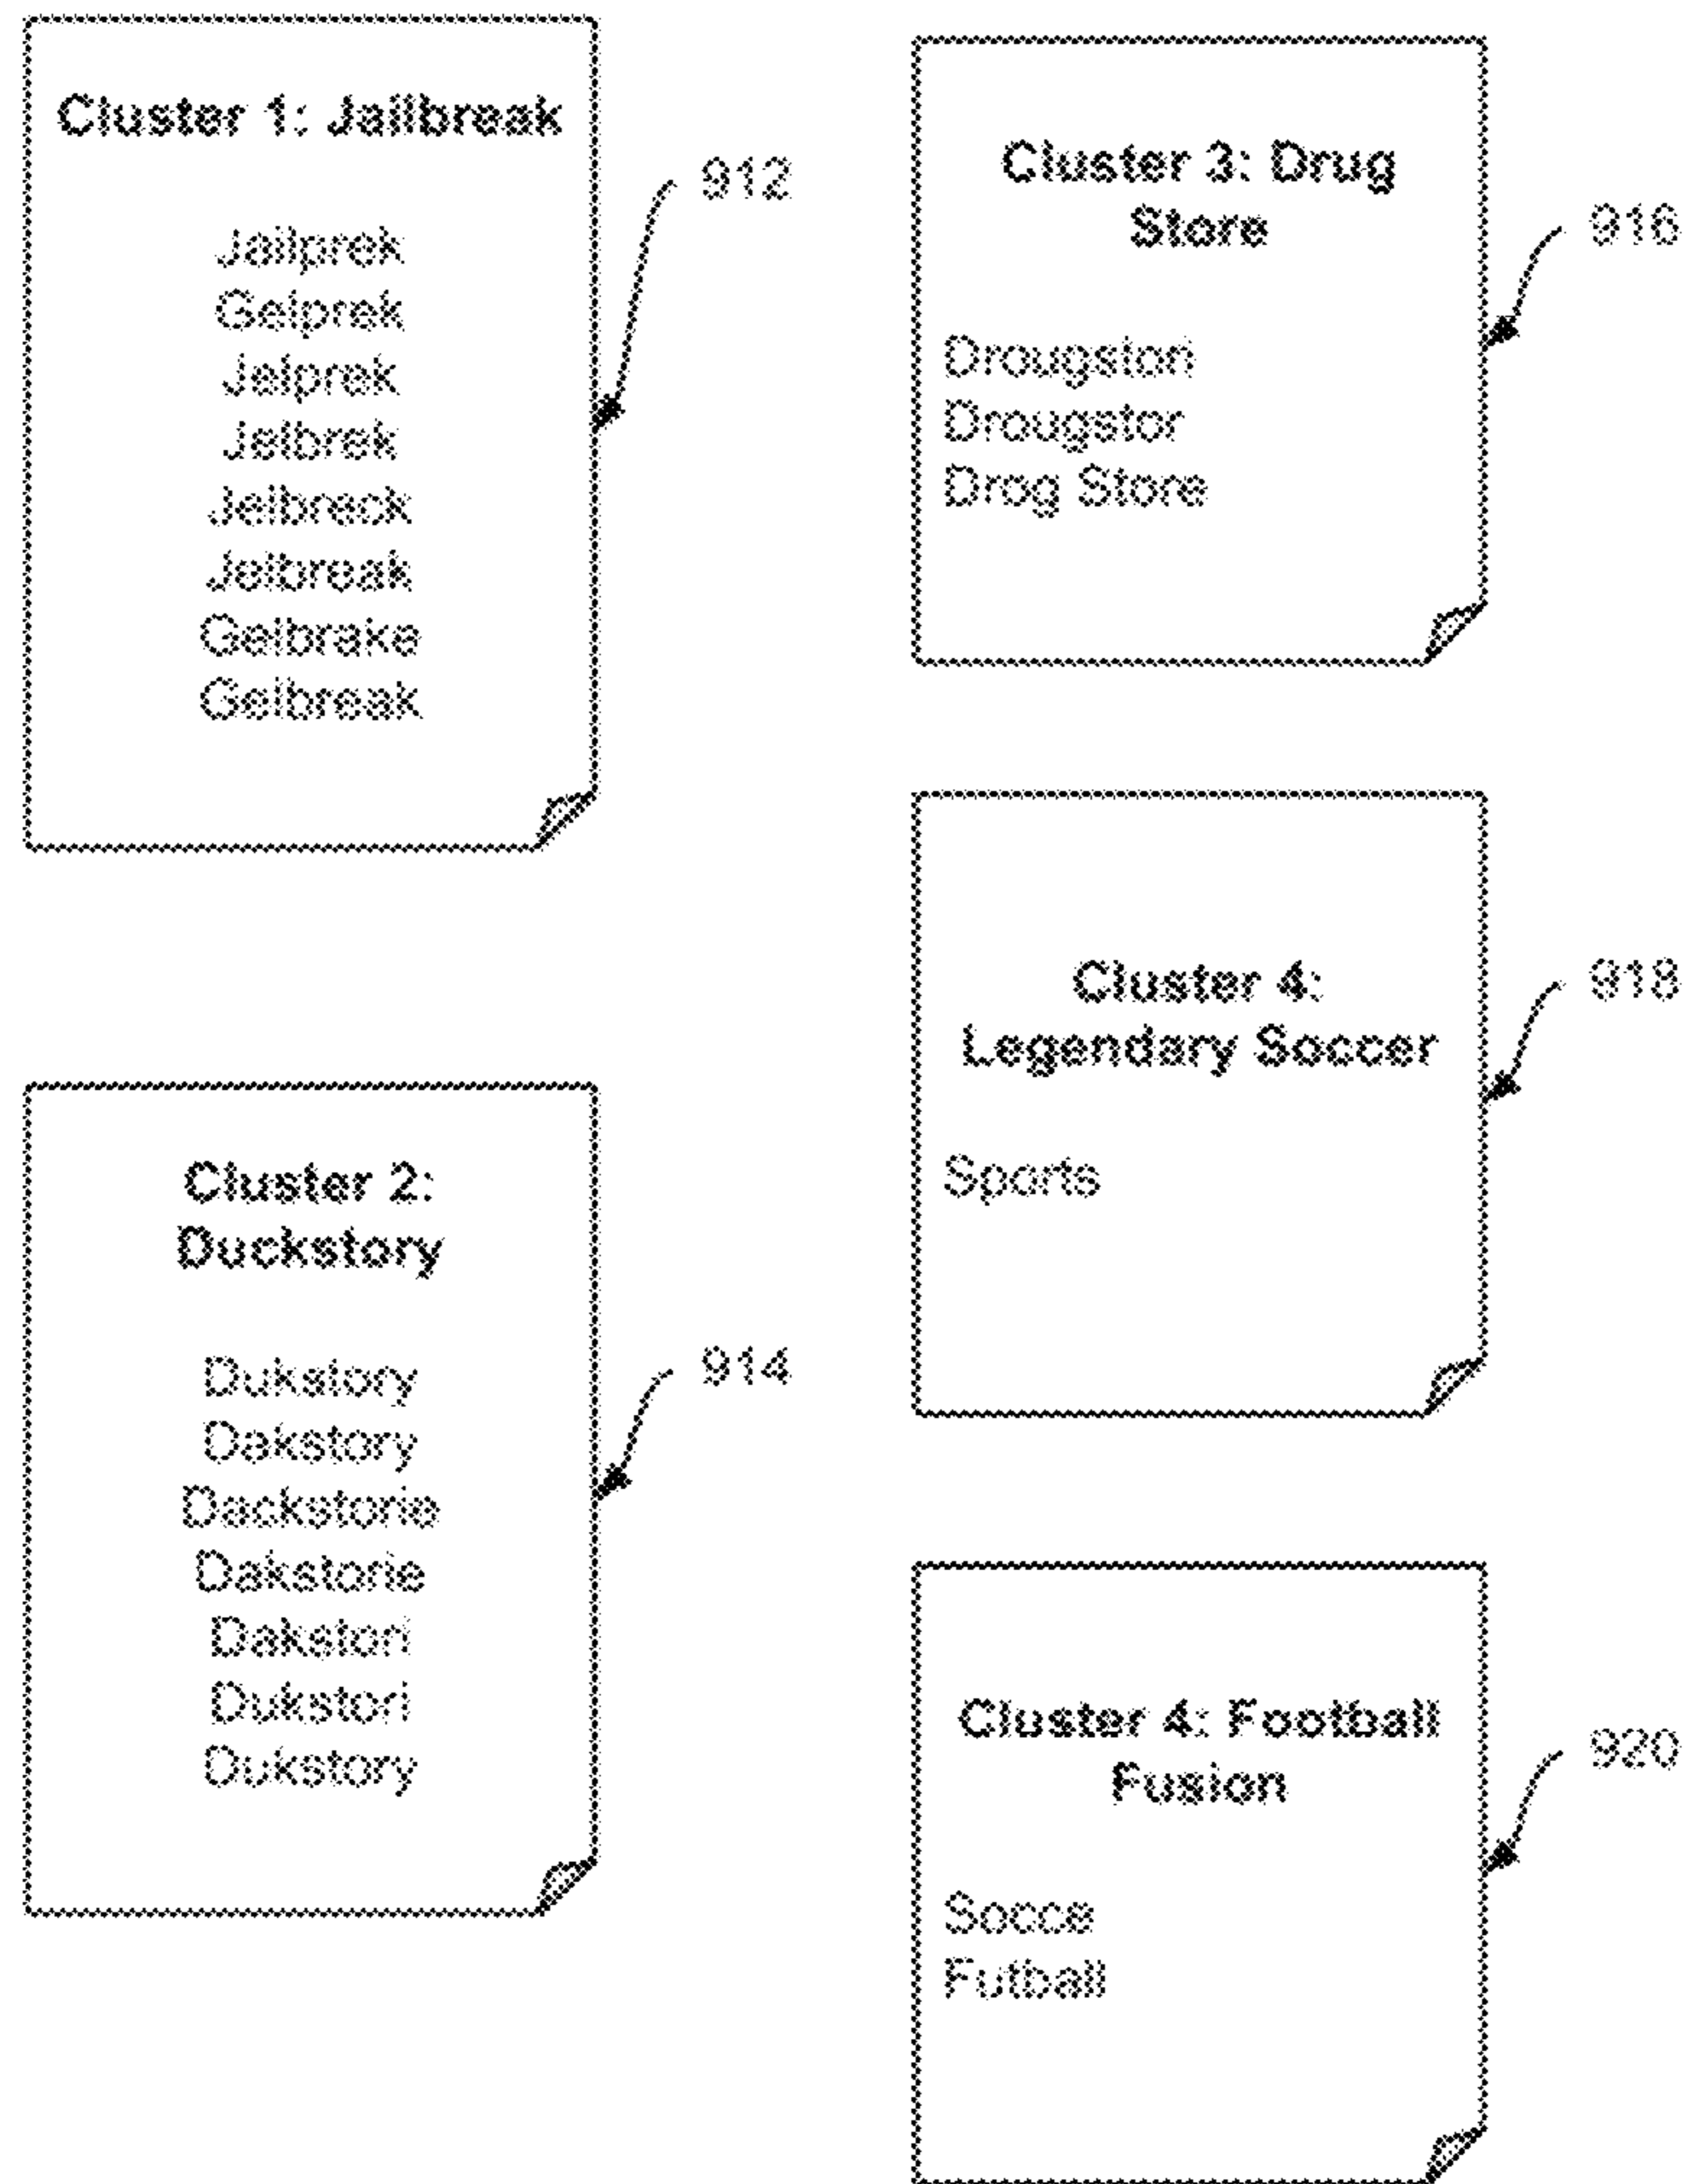 Cluster 1: Jailbreak
Jailprek
Gelprek
Jelprek
Jelbrek
Jelbreck
Jelbreak
Gelbrake
Gelbreak
912
Cluster 2:
Duckstory
Dukstory
Dakstory
Dackstorie
Dakstorie
Dakstori
Dukstori
Dukstory
914
Cluster 3: Drug
Store
Drougstori
Drougstor
Drog Store
916
Cluster 4:
Legendary Soccer
Sports
918
Cluster 4: Football
Fusion
Socce
Futball
920